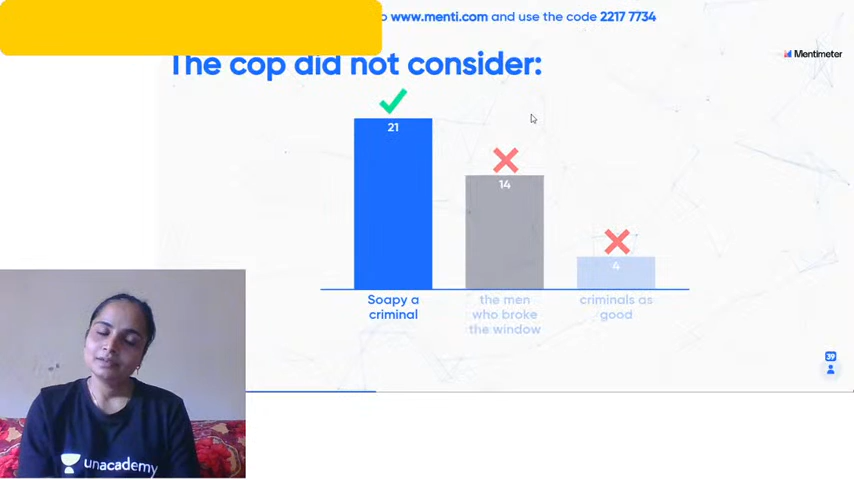 www.menti.com and use the code 2217 7734
The cop did not consider:
Mentimeter
21
14
4
Soapy a
criminal
the men
who broke
the window
criminals as
good
39
unacademy